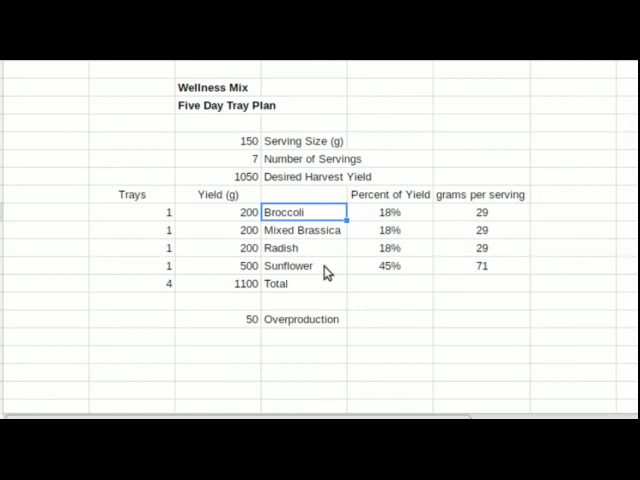 Wellness Mix
Five Day Tray Plan
150 Serving Size (g)
7 Number of Servings
1050 Desired Harvest Yield
Trays Yield (g) Percent of Yield grams per serving
1 200 Broccoli 18% 29
1 200 Mixed Brassica 18% 29
1 200 Radish 18% 29
1 500 Sunflower 45% 71
4 1100 Total
50 Overproduction